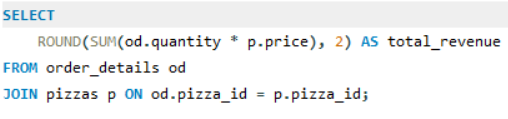 SELECT
    ROUND(SUM(od.quantity * p.price), 2) AS total_revenue
FROM order_details od
JOIN pizzas p ON od.pizza_id = p.pizza_id;